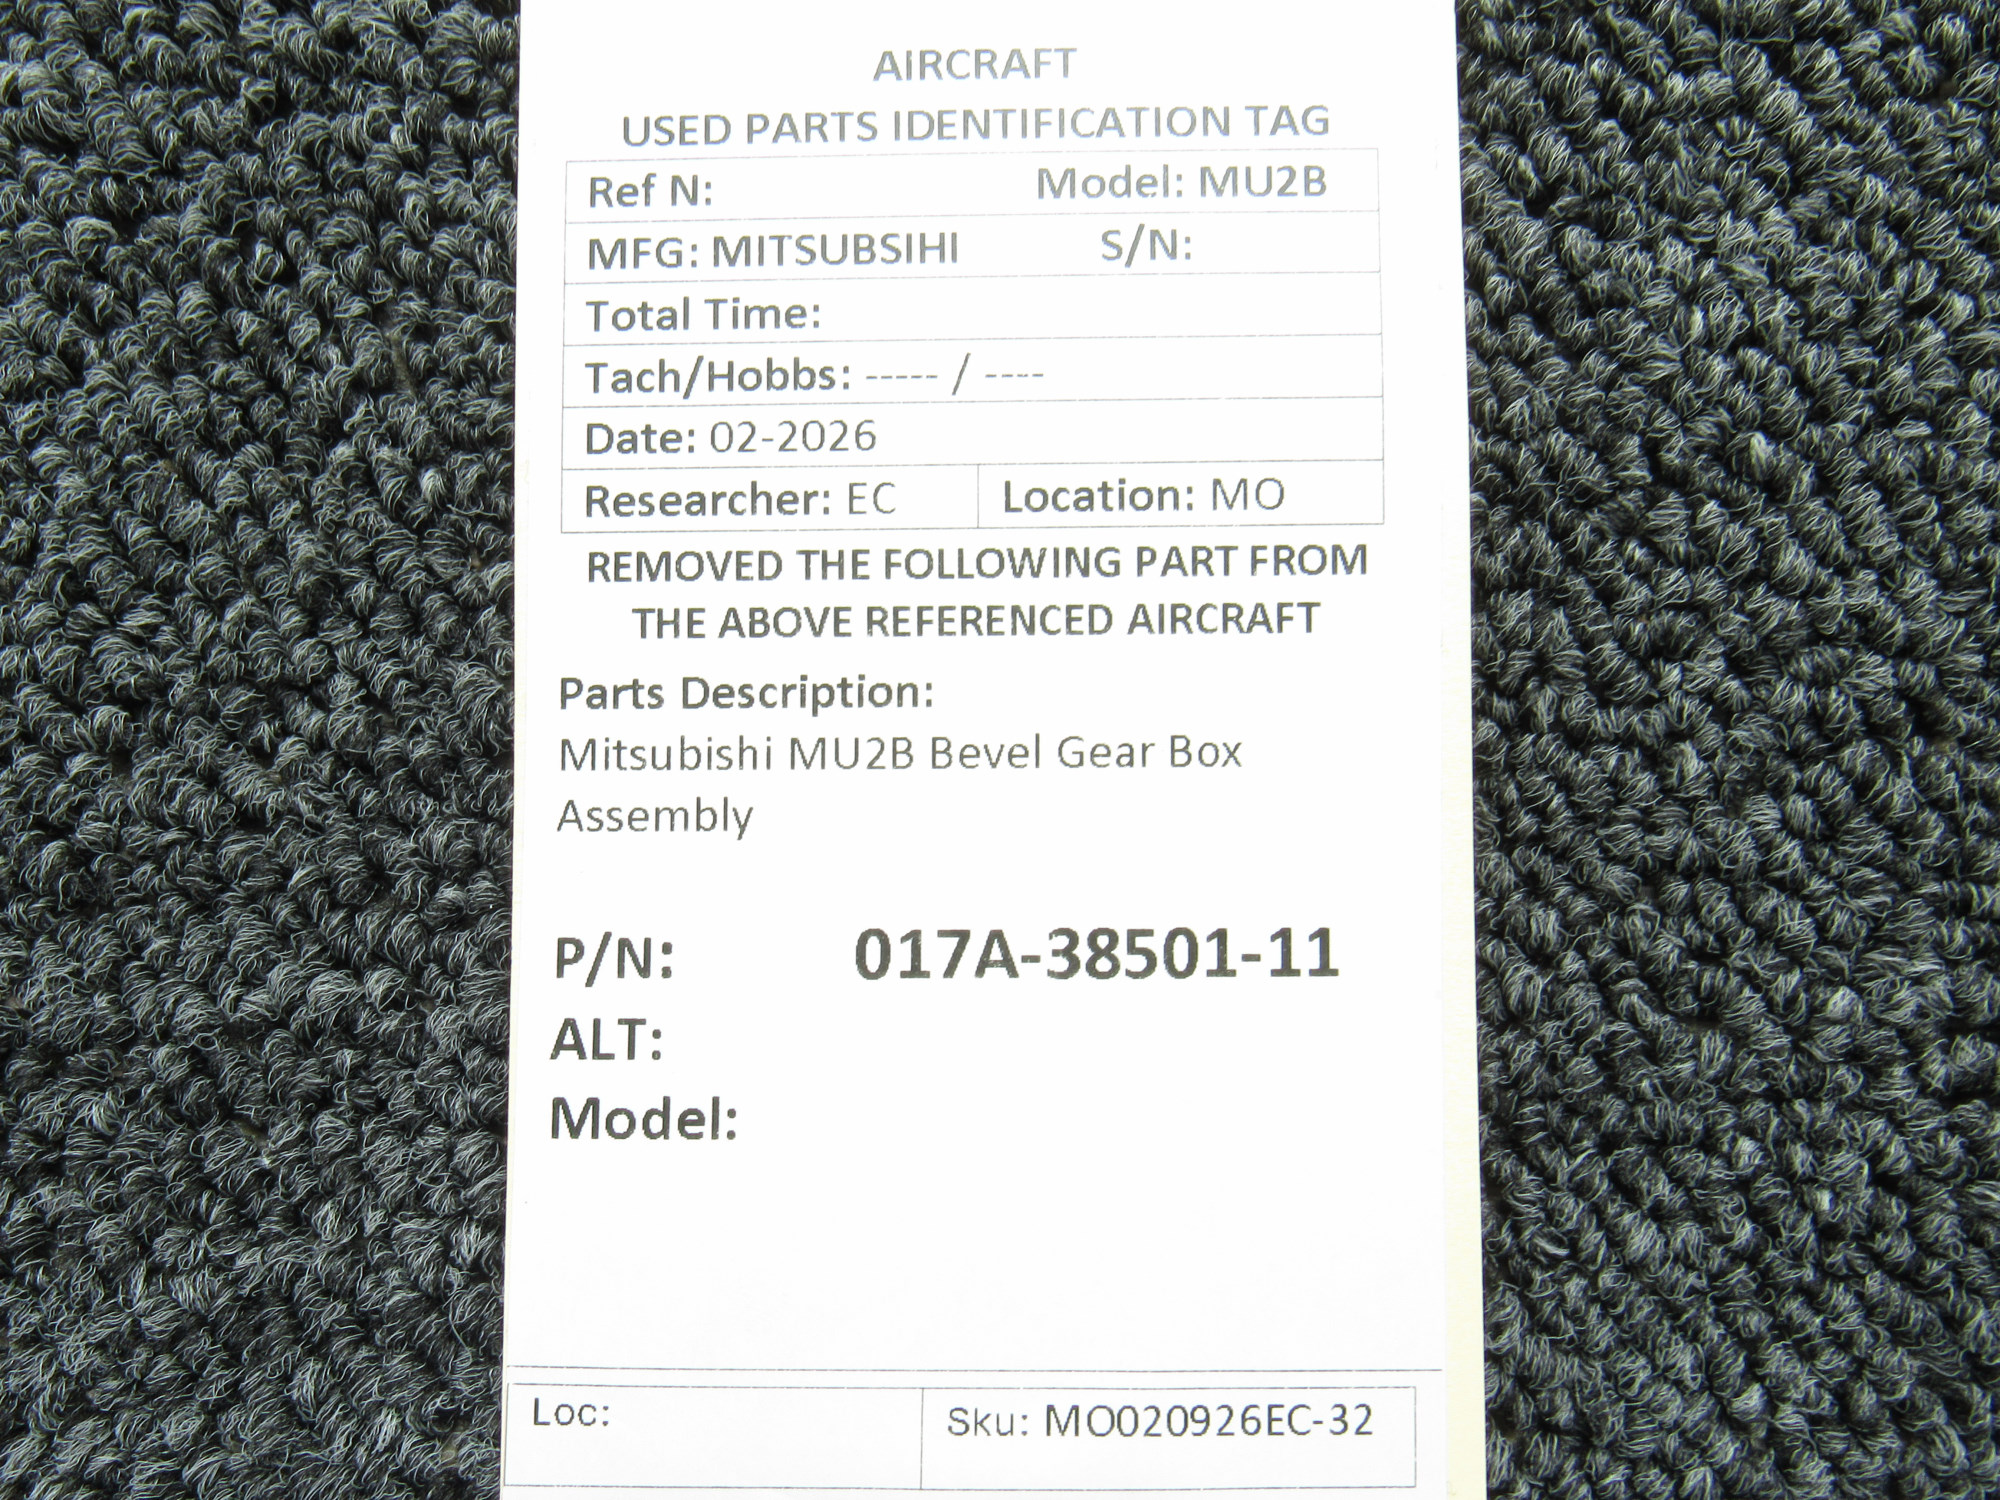 AIRCRAFT
USED PARTS IDENTIFICATION TAG
Ref N: Model: MU2B
MFG: MITSUBSIHI S/N:
Total Time:
Tach/Hobbs: ----- / ----
Date: 02-2026
Researcher: EC Location: MO
REMOVED THE FOLLOWING PART FROM
THE ABOVE REFERENCED AIRCRAFT
Parts Description:
Mitsubishi MU2B Bevel Gear Box
Assembly
P/N: 017A-38501-11
ALT:
Model:
Loc: Sku: MO020926EC-32